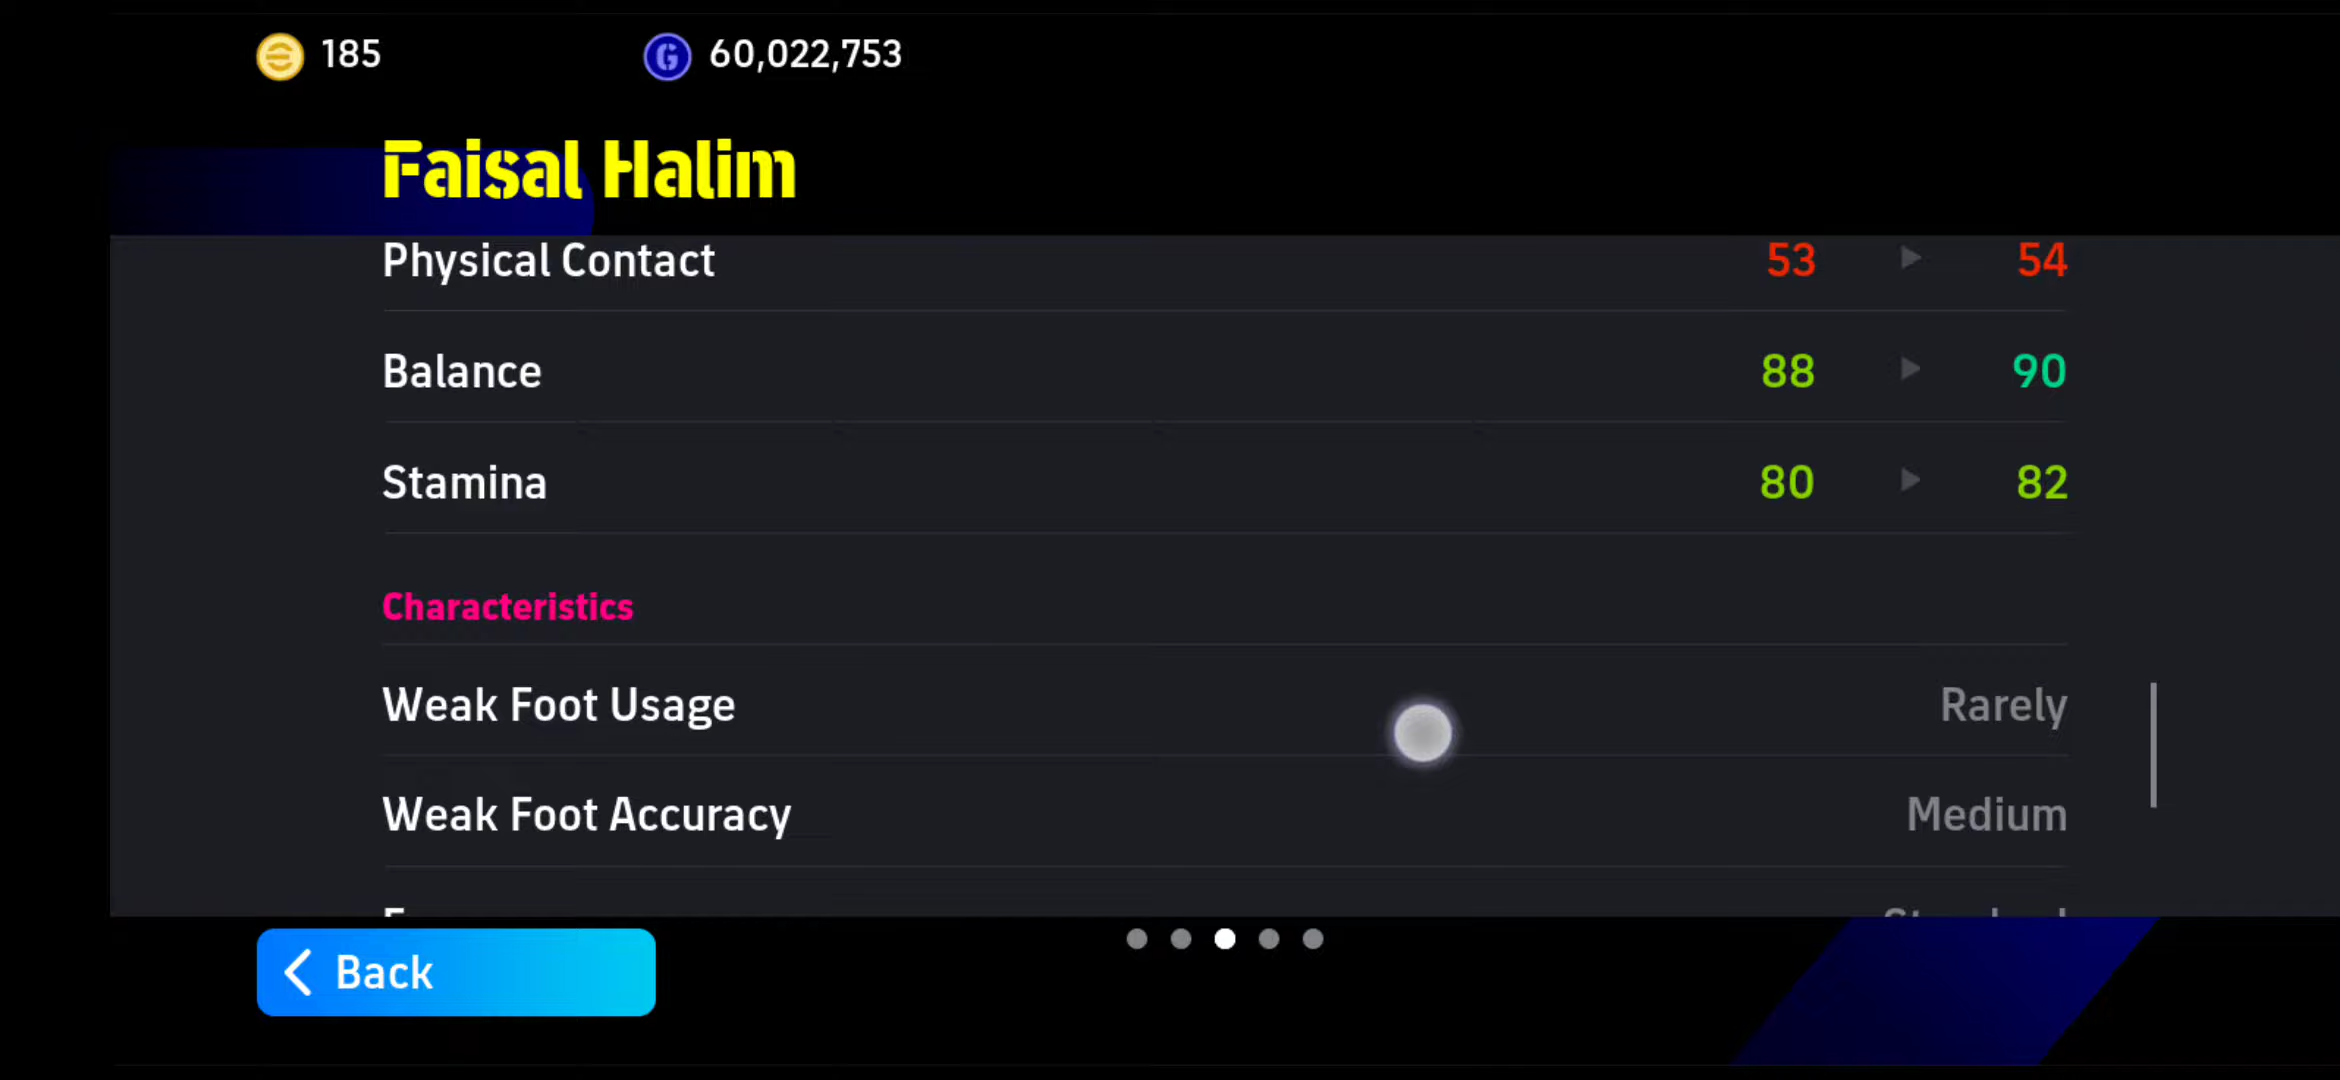 185
60,022,753
Faisal Halim
Physical Contact 53 ▶ 54
Balance 88 ▶ 90
Stamina 80 ▶ 82
Characteristics
Weak Foot Usage Rarely
Weak Foot Accuracy Medium
Back